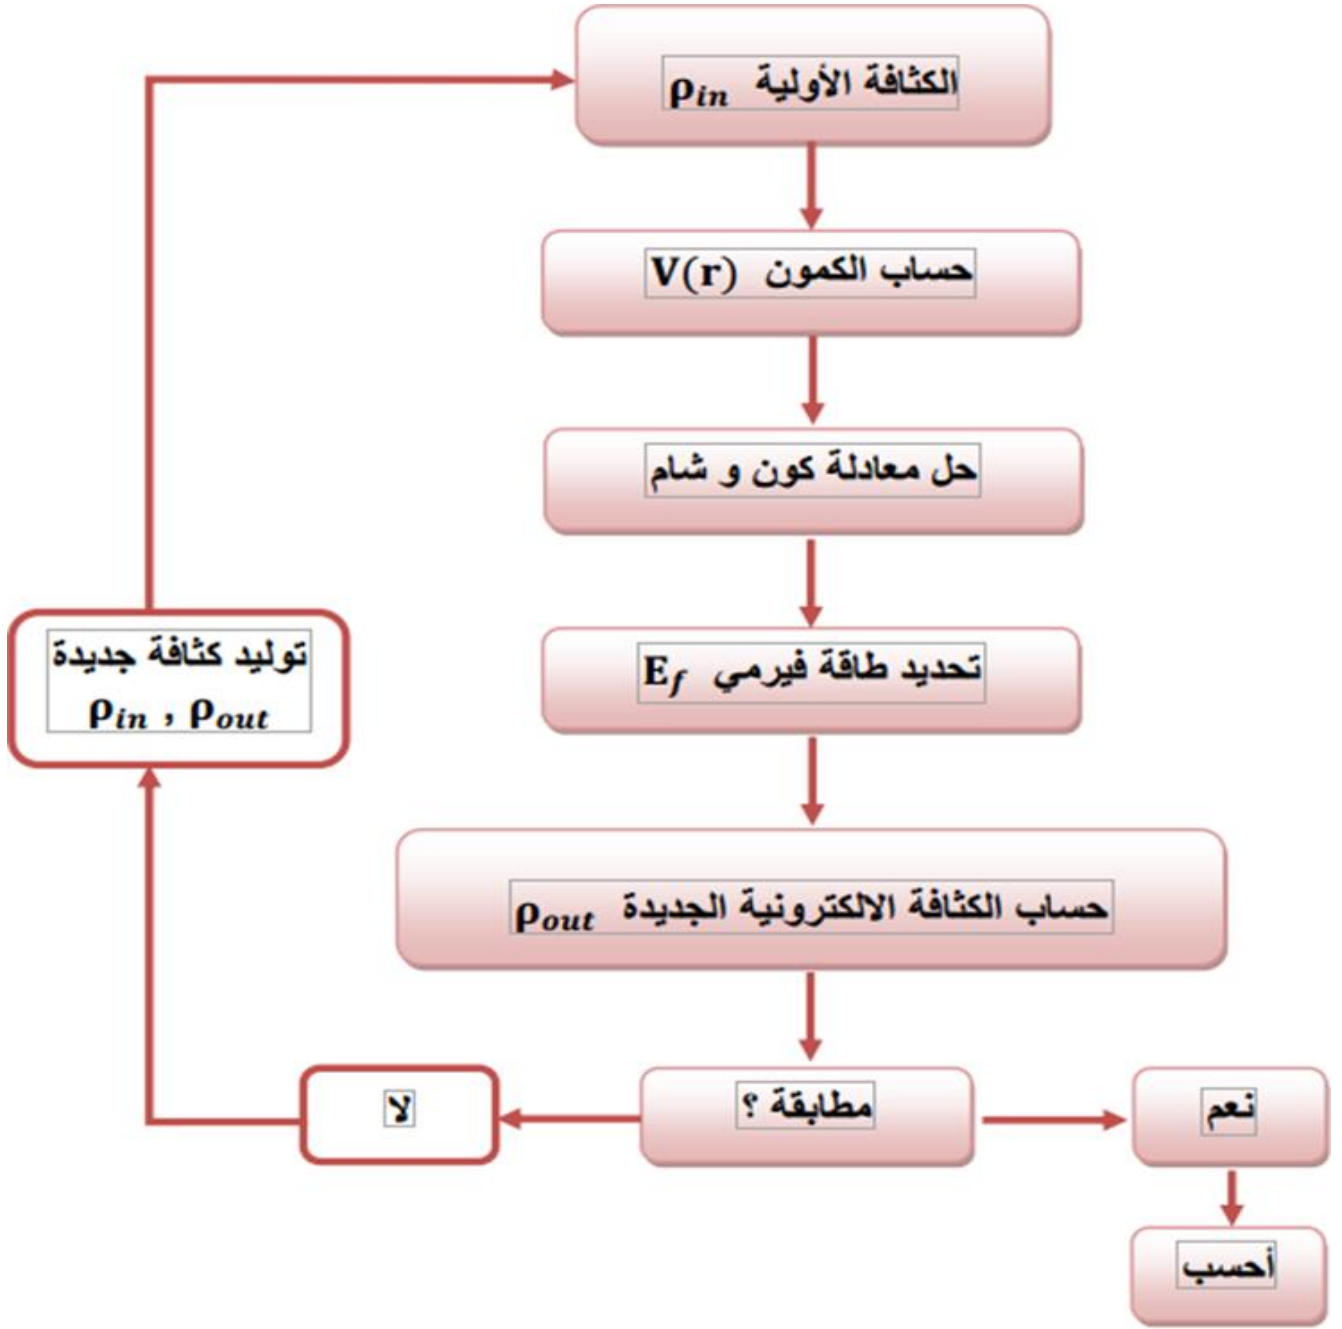 الكثافة الأولية ρin
حساب الكمون V(r)
حل معادلة كون و شام
تحديد طاقة فيرمي Ef
توليد كثافة جديدة
ρin , ρout
حساب الكثافة الالكترونية الجديدة ρout
مطابقة ؟
نعم
لا
أحسب